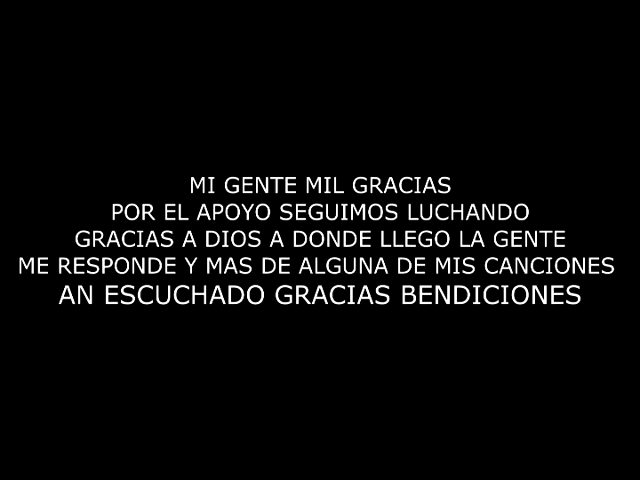 MI GENTE MIL GRACIAS
POR EL APOYO SEGUIMOS LUCHANDO
GRACIAS A DIOS A DONDE LLEGO LA GENTE
ME RESPONDE Y MAS DE ALGUNA DE MIS CANCIONES
AN ESCUCHADO GRACIAS BENDICIONES